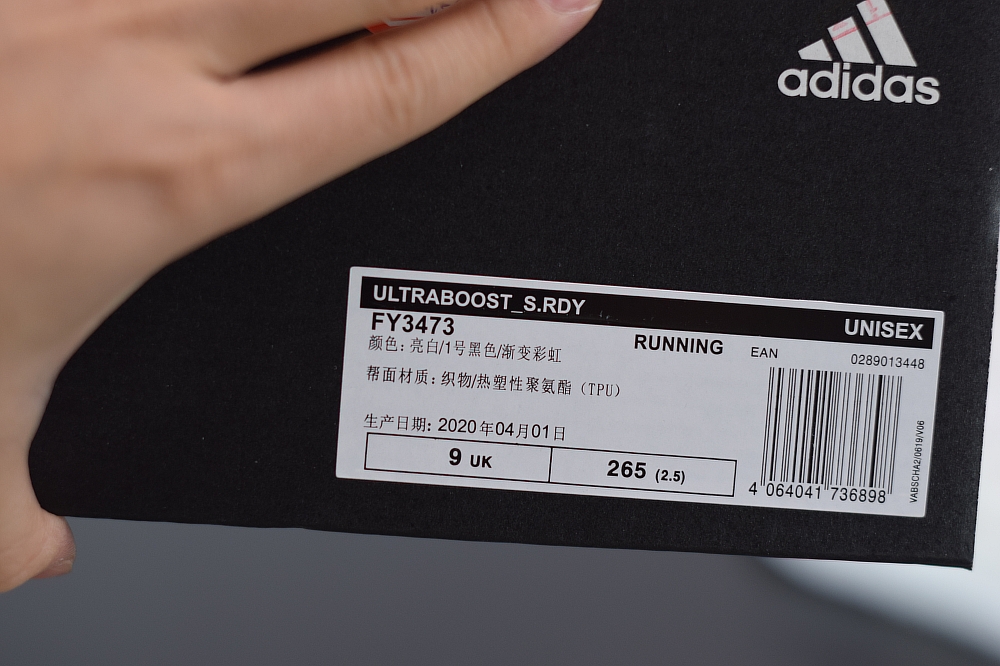 adidas
ULTRABOOST_S.RDY
UNISEX
FY3473
RUNNING
EAN
0289013448
颜色: 亮白/1号黑色/渐变彩虹
帮面材质: 织物/热塑性聚氨酯（TPU）
生产日期: 2020年04月01日
9 UK
265 (2.5)
4 064041 736898
VABSCHA2/0619/V06